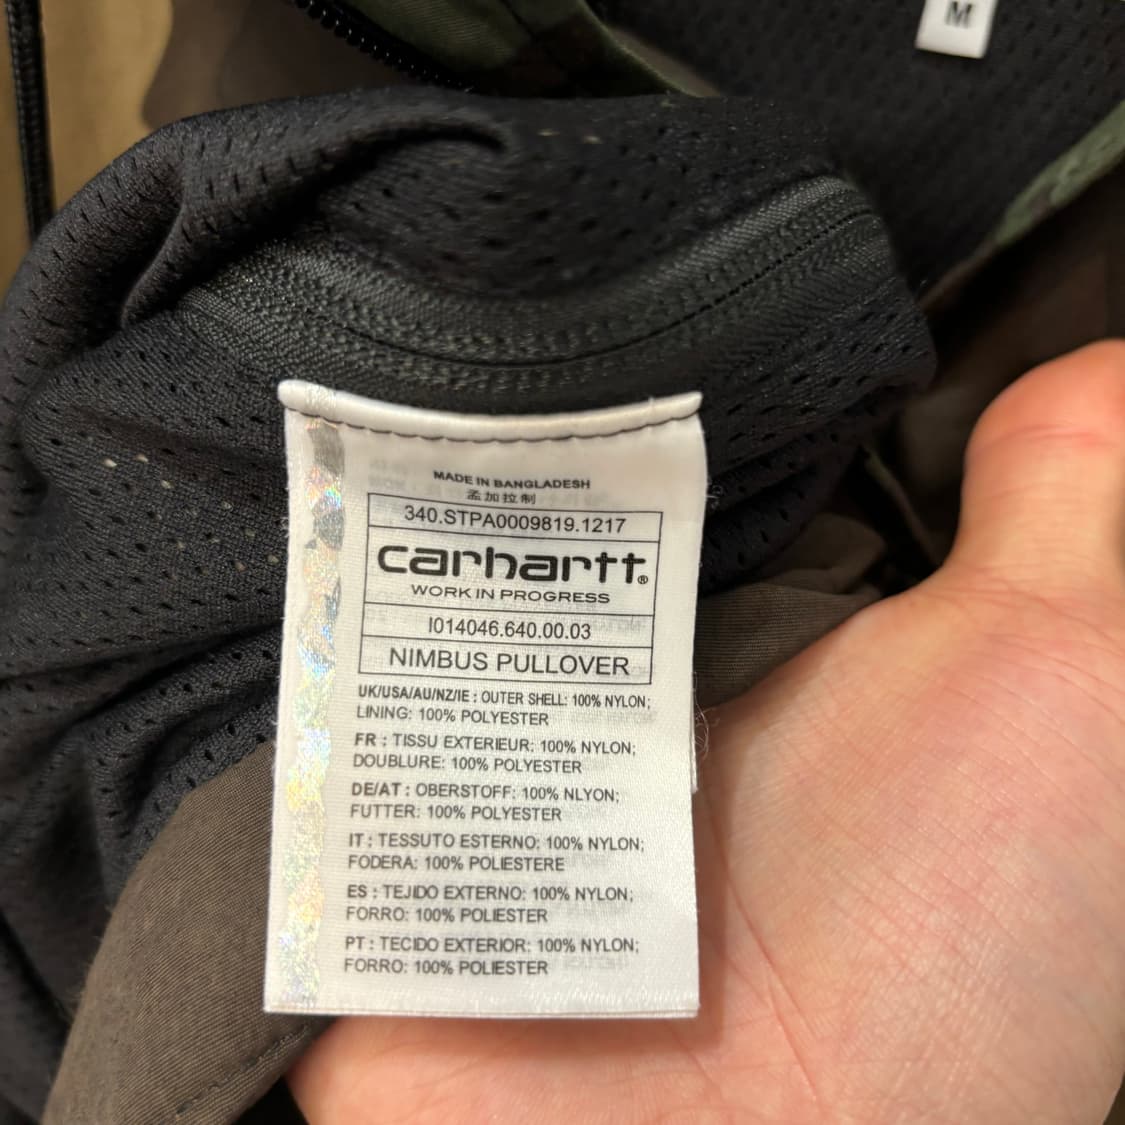 M
MADE IN BANGLADESH
孟加拉制
340.STPA0009819.1217
carhartt®
WORK IN PROGRESS
I014046.640.00.03
NIMBUS PULLOVER
UK/USA/AU/NZ/IE : OUTER SHELL: 100% NYLON;
LINING: 100% POLYESTER
FR : TISSU EXTERIEUR: 100% NYLON;
DOUBLURE: 100% POLYESTER
DE/AT : OBERSTOFF: 100% NLYON;
FUTTER: 100% POLYESTER
IT : TESSUTO ESTERNO: 100% NYLON;
FODERA: 100% POLIESTERE
ES : TEJIDO EXTERNO: 100% NYLON;
FORRO: 100% POLIESTER
PT : TECIDO EXTERIOR: 100% NYLON;
FORRO: 100% POLIESTER